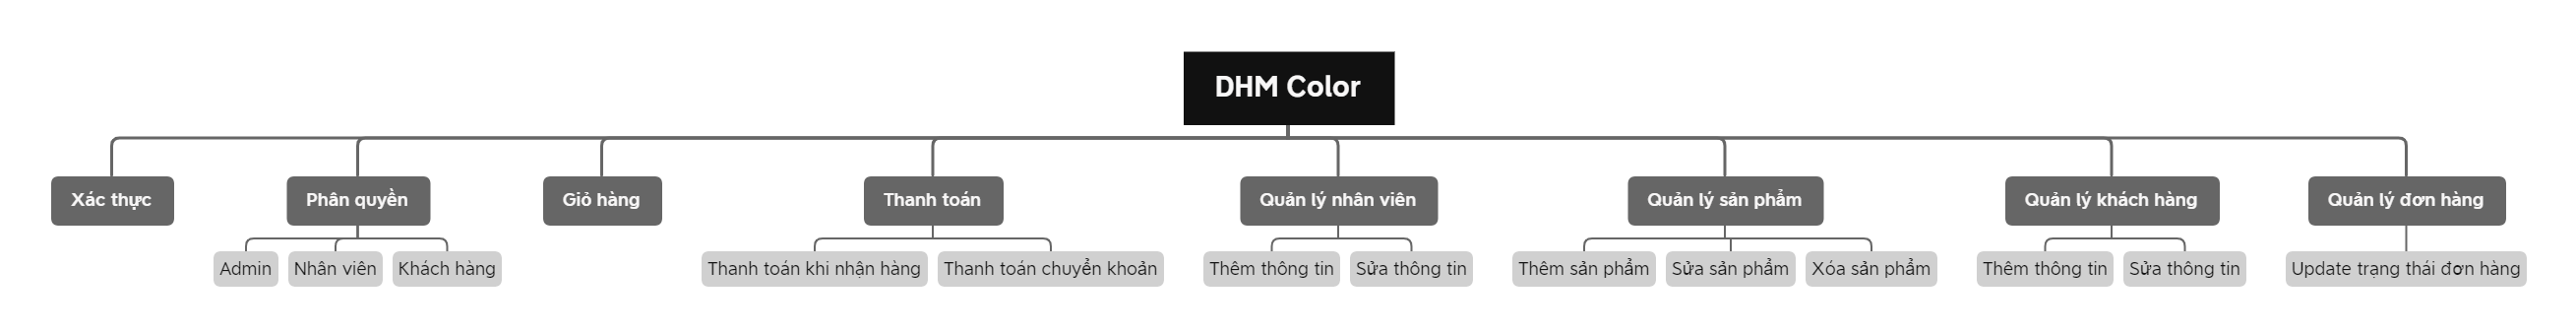 DHM Color
Xác thực
Phân quyền
Giỏ hàng
Thanh toán
Quản lý nhân viên
Quản lý sản phẩm
Quản lý khách hàng
Quản lý đơn hàng
Admin
Nhân viên
Khách hàng
Thanh toán khi nhận hàng
Thanh toán chuyển khoản
Thêm thông tin
Sửa thông tin
Thêm sản phẩm
Sửa sản phẩm
Xóa sản phẩm
Thêm thông tin
Sửa thông tin
Update trạng thái đơn hàng